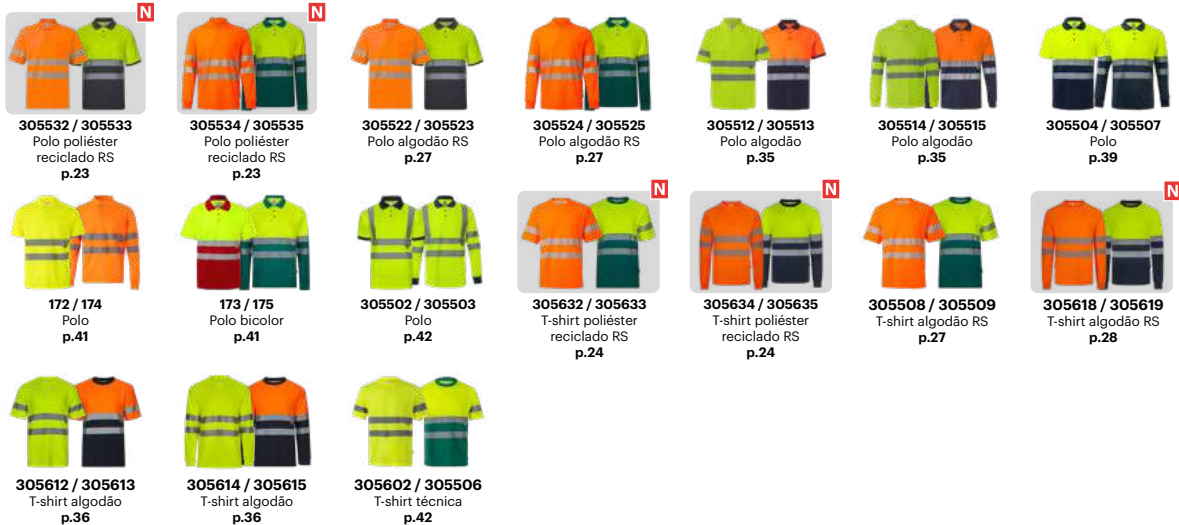 N
305532 / 305533
Polo poliéster
reciclado RS
p.23
N
305534 / 305535
Polo poliéster
reciclado RS
p.23
305522 / 305523
Polo algodão RS
p.27
305524 / 305525
Polo algodão RS
p.27
305512 / 305513
Polo algodão
p.35
305514 / 305515
Polo algodão
p.35
305504 / 305507
Polo
p.39
172 / 174
Polo
p.41
173 / 175
Polo bicolor
p.41
305502 / 305503
Polo
p.42
N
305632 / 305633
T-shirt poliéster
reciclado RS
p.24
N
305634 / 305635
T-shirt poliéster
reciclado RS
p.24
305508 / 305509
T-shirt algodão RS
p.27
N
305618 / 305619
T-shirt algodão RS
p.28
305612 / 305613
T-shirt algodão
p.36
305614 / 305615
T-shirt algodão
p.36
305602 / 305506
T-shirt técnica
p.42